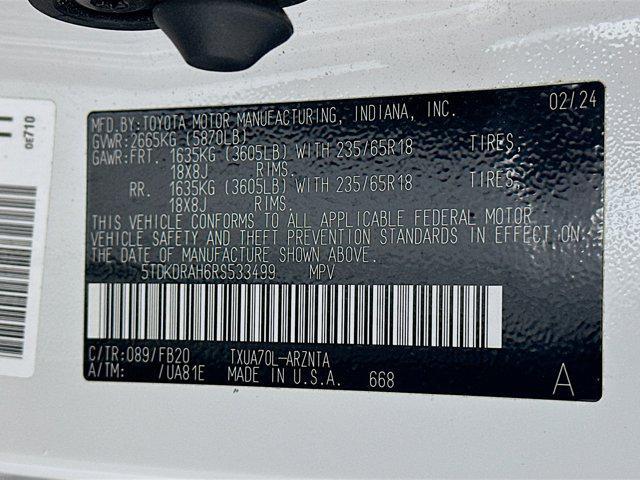 MFD.BY: TOYOTA MOTOR MANUFACTURING, INDIANA, INC. 02/24
GVWR: 2665KG (5870LB)
GAWR: FRT. 1635KG (3605LB) WITH 235/65R18 TIRES,
18X8J RIMS.
RR. 1635KG (3605LB) WITH 235/65R18 TIRES,
18X8J RIMS.
THIS VEHICLE CONFORMS TO ALL APPLICABLE FEDERAL MOTOR
VEHICLE SAFETY AND THEFT PREVENTION STANDARDS IN EFFECT ON
THE DATE OF MANUFACTURE SHOWN ABOVE.
5TDKDRAH6RS533499 MPV
C/TR: 089/FB20 TXUA70L-ARZNTA
A/TM: /UA81E MADE IN U.S.A. 668 A
0E710